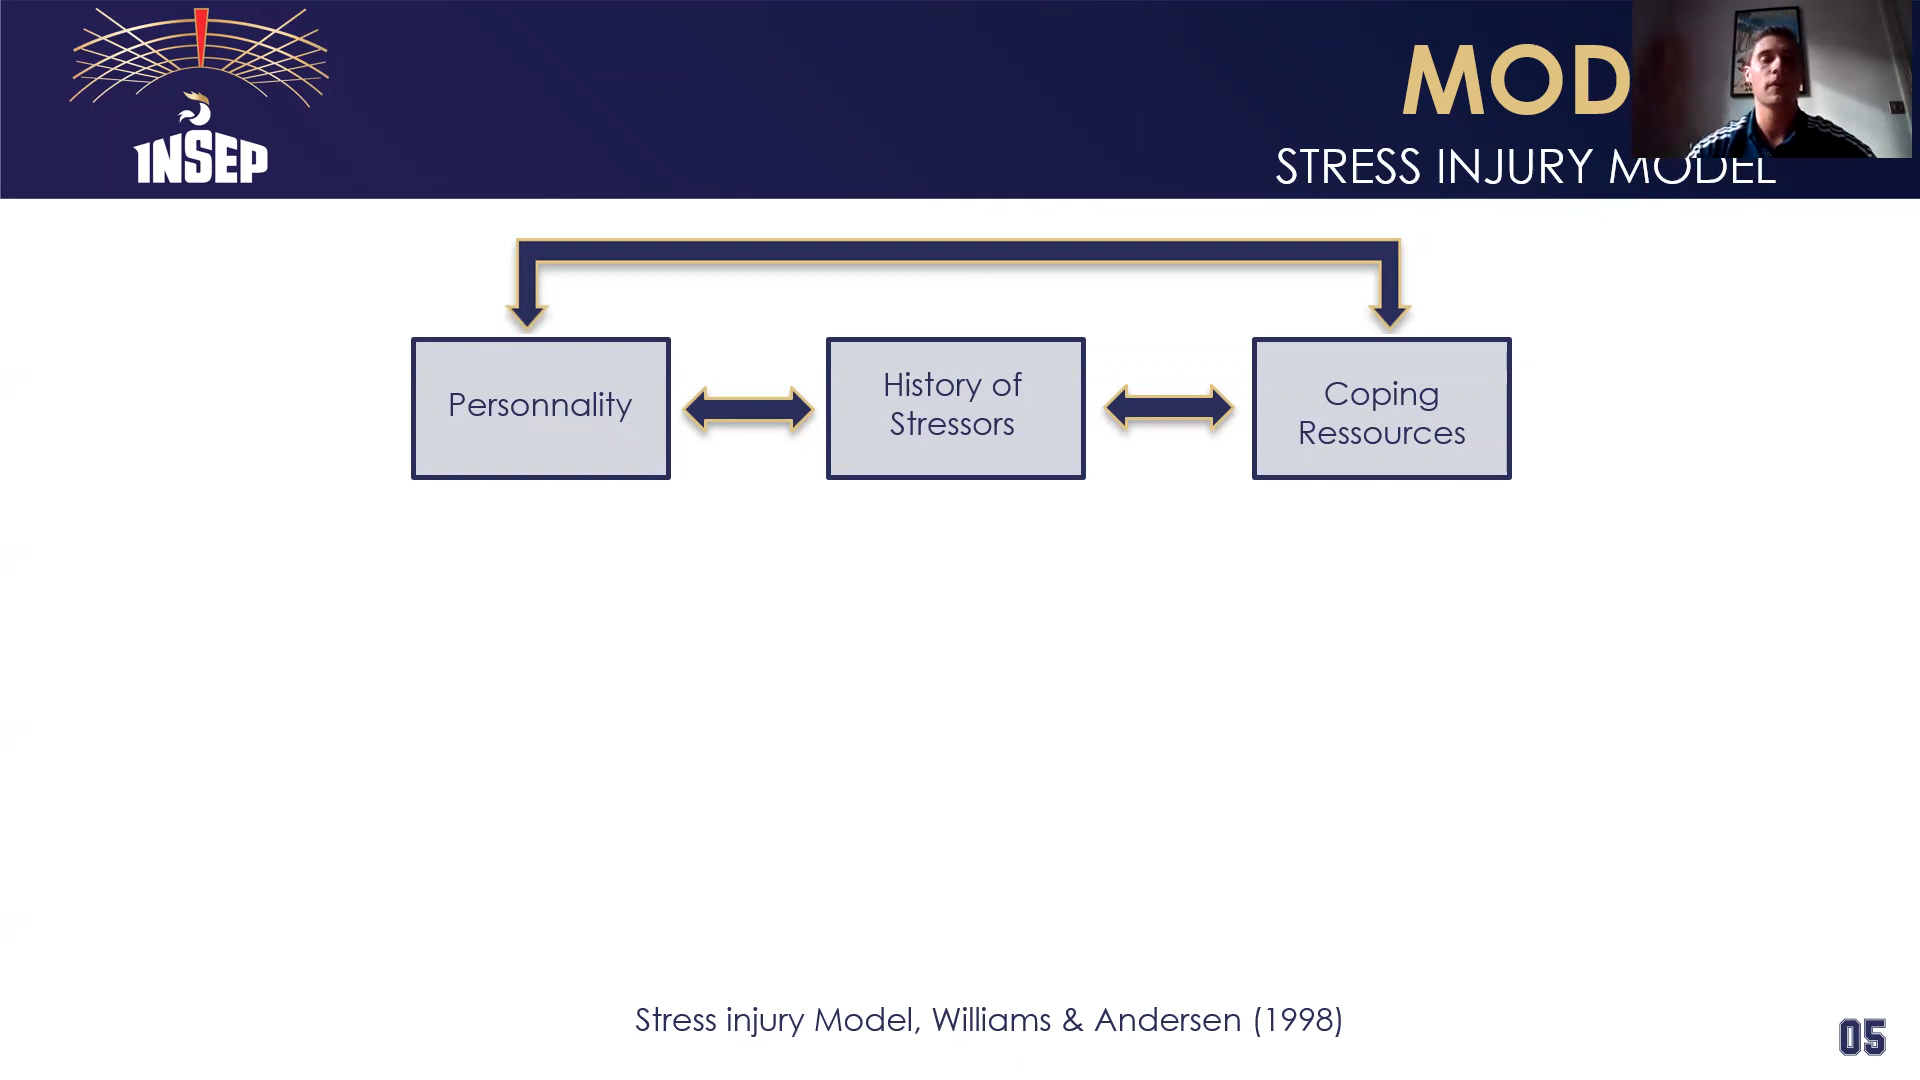 INSEP
MOD
STRESS INJURY MODEL
Personnality
History of
Stressors
Coping
Ressources
Stress injury Model, Williams & Andersen (1998)
05